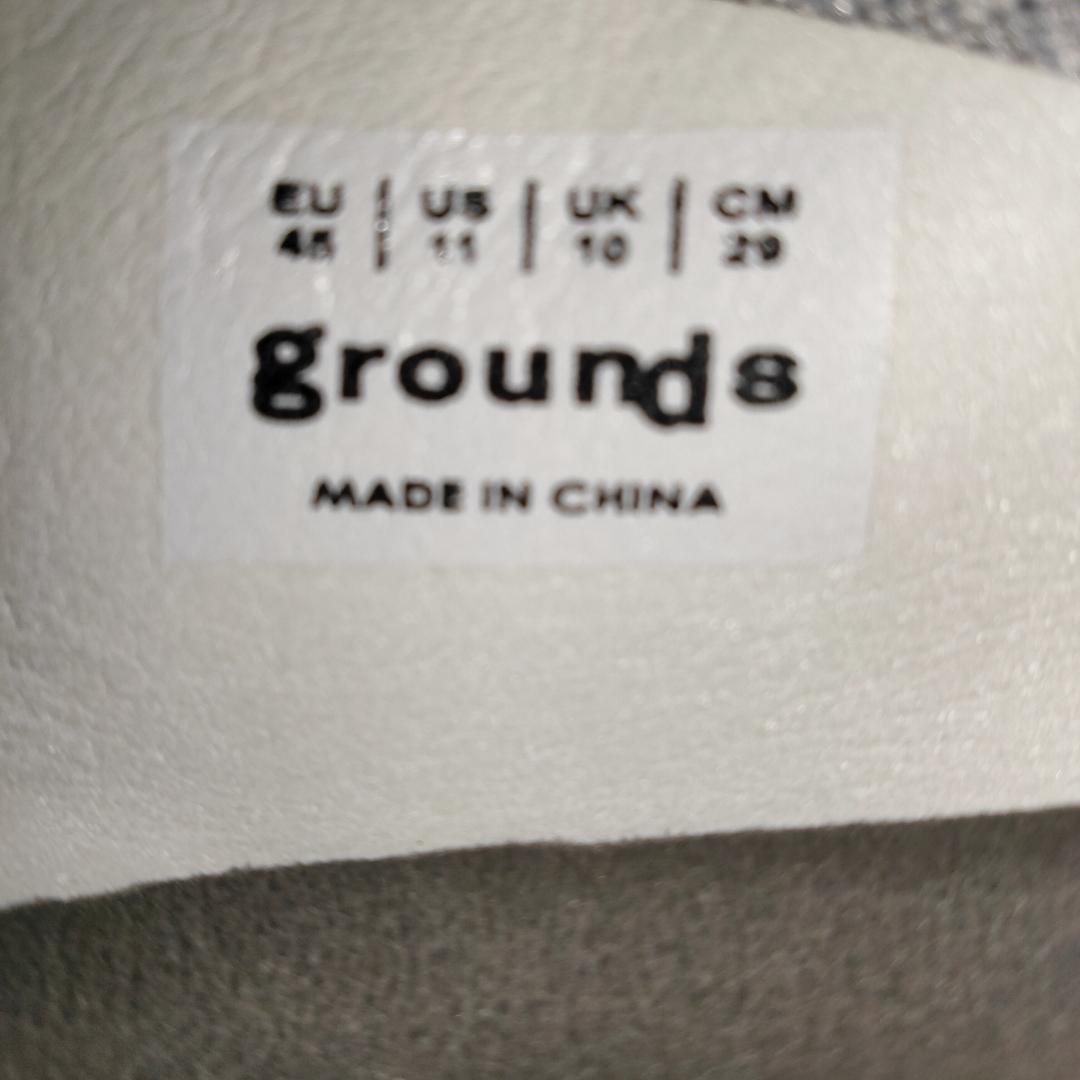 EU | US | UK | CM
45 | 11 | 10 | 29
grounds
MADE IN CHINA